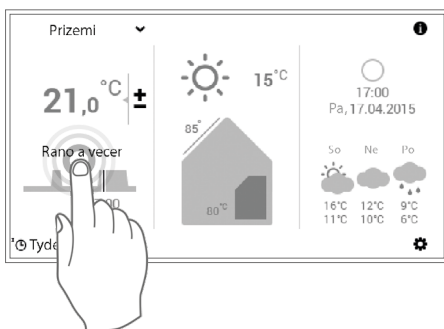 Prizemi
21,0 °C
±
Rano a vecer
15°C
85°
80°C
17:00
Pa, 17.04.2015
So Ne Po
16°C 12°C 9°C
11°C 10°C 6°C